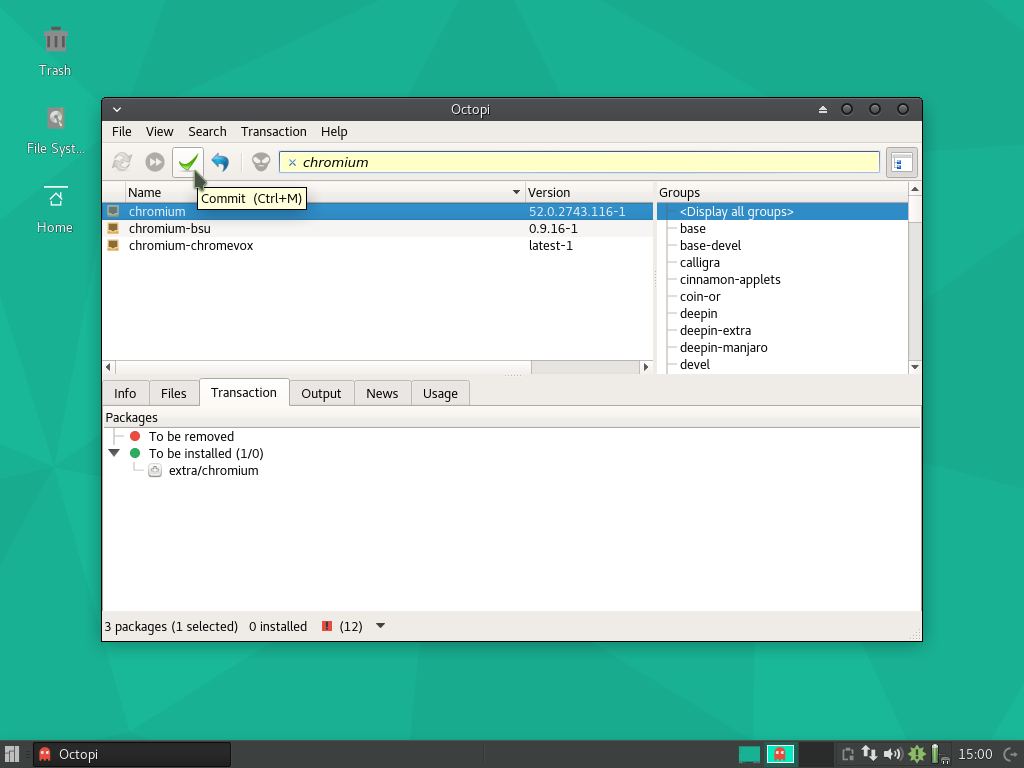 Trash
File Syst...
Home
Octopi
File View Search Transaction Help
chromium
Commit (Ctrl+M)
Name Version
chromium 52.0.2743.116-1
chromium-bsu 0.9.16-1
chromium-chromevox latest-1
Groups
<Display all groups>
base
base-devel
calligra
cinnamon-applets
coin-or
deepin
deepin-extra
deepin-manjaro
devel
Info Files Transaction Output News Usage
Packages
To be removed
To be installed (1/0)
extra/chromium
3 packages (1 selected) 0 installed (12)
Octopi
15:00